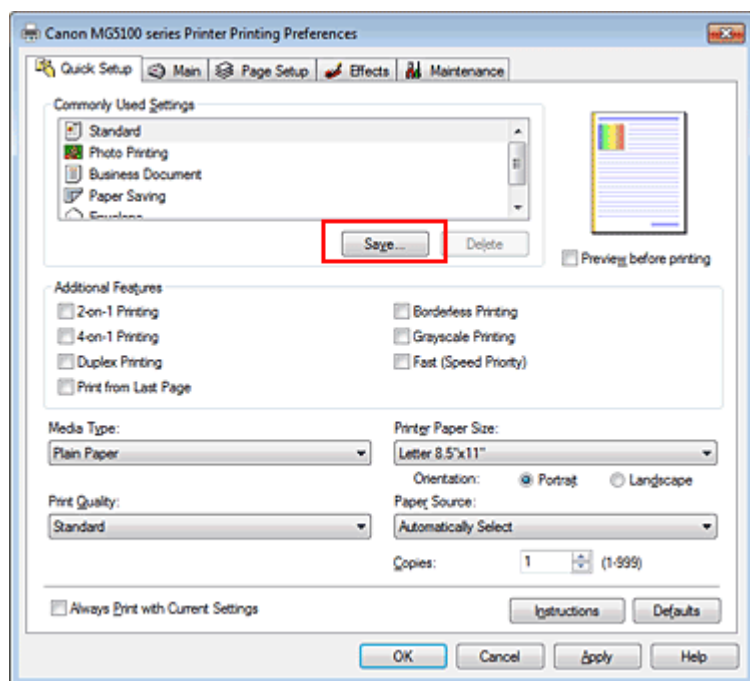 Canon MG5100 series Printer Printing Preferences
Quick Setup Main Page Setup Effects Maintenance
Commonly Used Settings
Standard
Photo Printing
Business Document
Paper Saving
Envelope
Save... Delete
Preview before printing
Additional Features
2-on-1 Printing Borderless Printing
4-on-1 Printing Grayscale Printing
Duplex Printing Fast (Speed Priority)
Print from Last Page
Media Type: Printer Paper Size:
Plain Paper Letter 8.5"x11"
Orientation: Portrait Landscape
Print Quality: Paper Source:
Standard Automatically Select
Copies: 1 (1-999)
Always Print with Current Settings Instructions Defaults
OK Cancel Apply Help